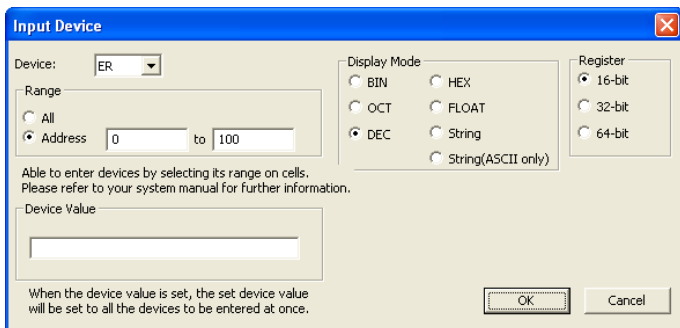 Input Device
Device:
ER
Range
All
Address 0 to 100
Able to enter devices by selecting its range on cells.
Please refer to your system manual for further information.
Device Value
When the device value is set, the set device value
will be set to all the devices to be entered at once.
Display Mode
BIN HEX
OCT FLOAT
DEC String
String(ASCII only)
Register
16-bit
32-bit
64-bit
OK Cancel